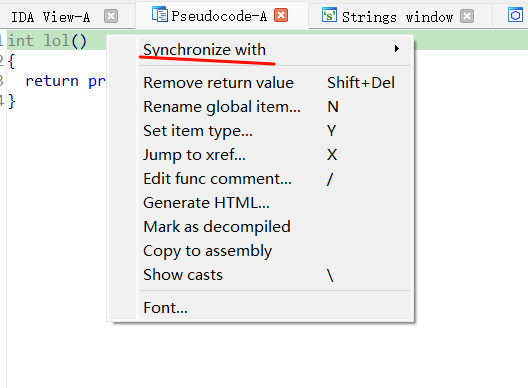 IDA View-A Pseudocode-A Strings window
1 int lol()
2 {
3 return pr
4 }
Synchronize with
Remove return value Shift+Del
Rename global item... N
Set item type... Y
Jump to xref... X
Edit func comment... /
Generate HTML...
Mark as decompiled
Copy to assembly
Show casts \
Font...